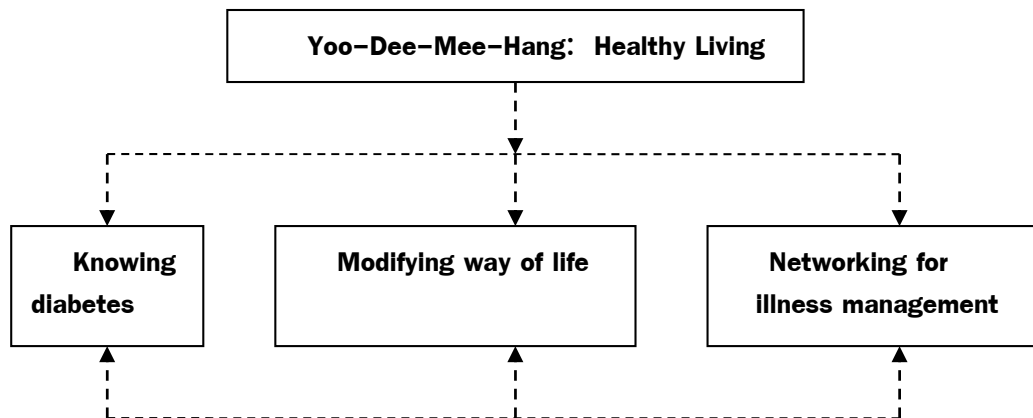 Yoo-Dee-Mee-Hang: Healthy Living
Knowing
diabetes
Modifying way of life
Networking for
illness management